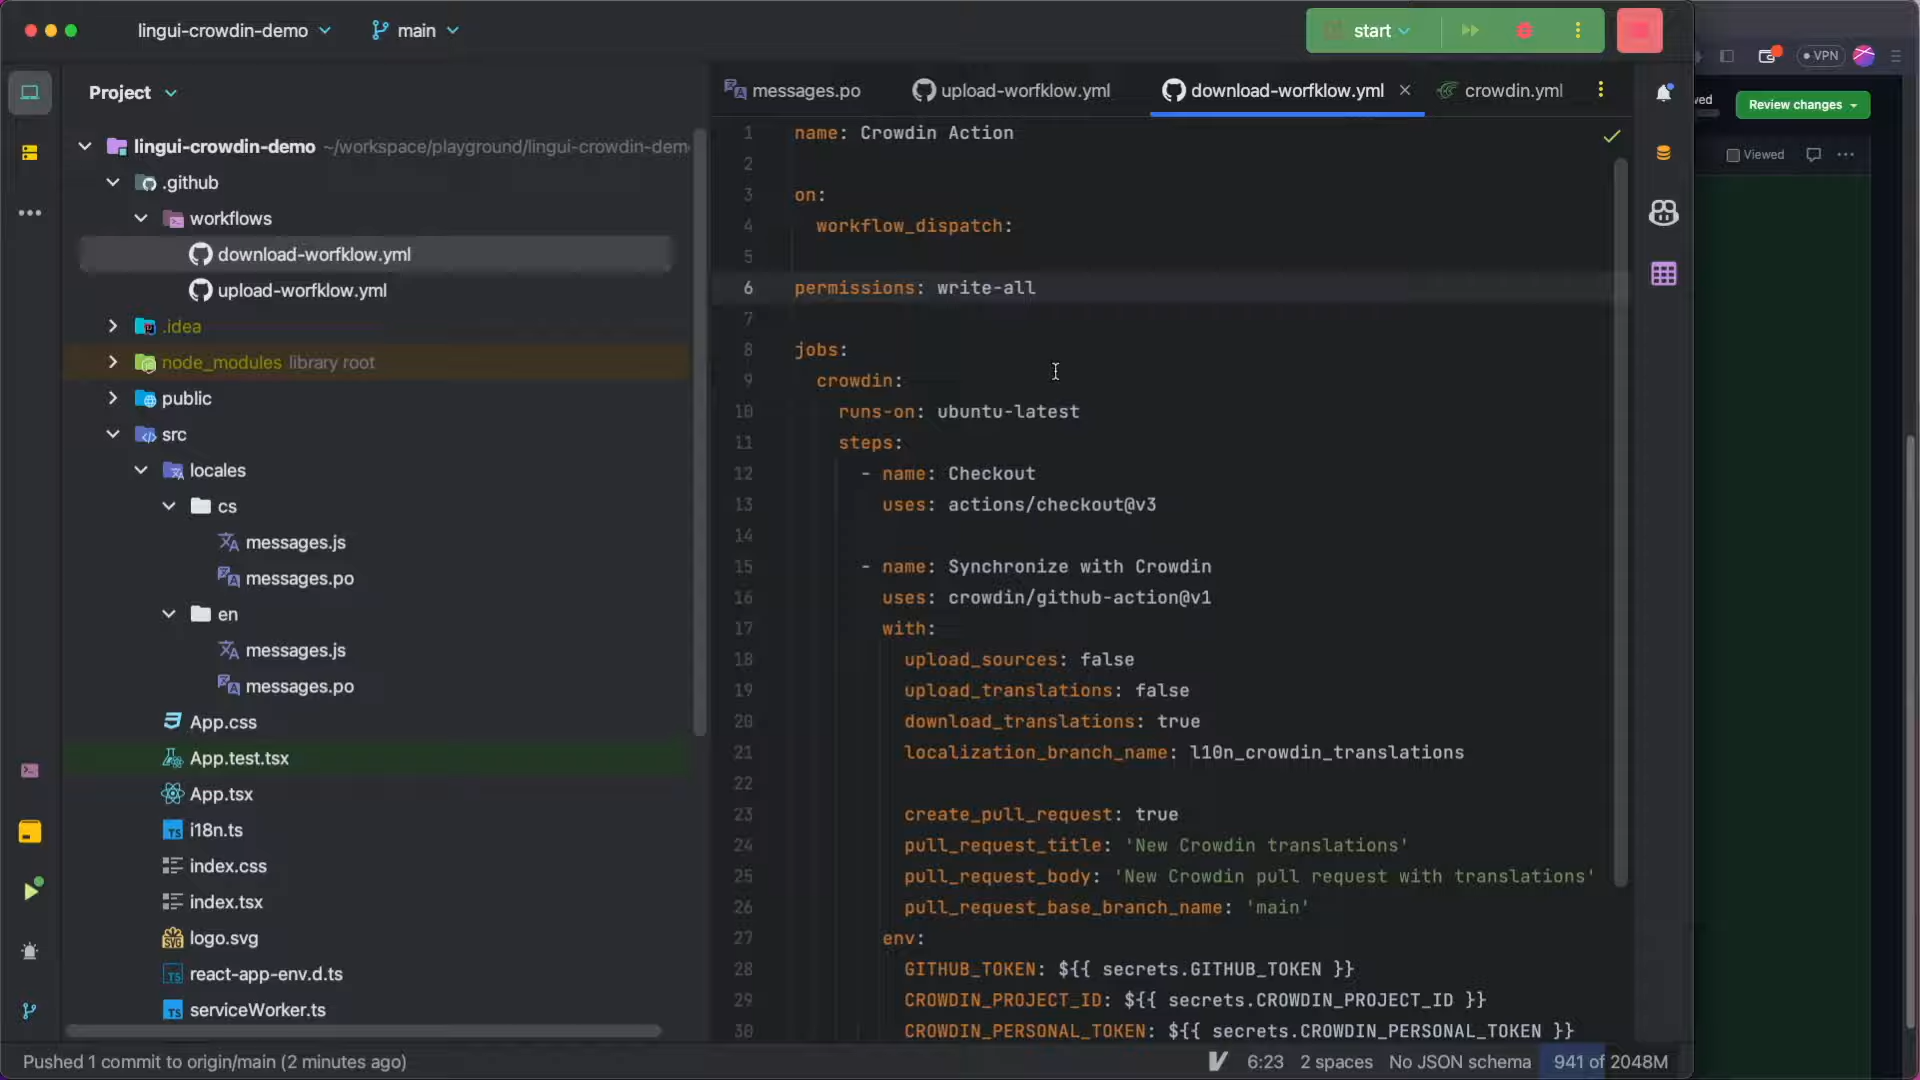 lingui-crowdin-demo
main
start
VPN
Project
messages.po
upload-worfklow.yml
download-worfklow.yml
crowdin.yml
Review changes
Viewed
lingui-crowdin-demo ~/workspace/playground/lingui-crowdin-dem
.github
workflows
download-worfklow.yml
upload-worfklow.yml
.idea
node_modules library root
public
src
locales
cs
messages.js
messages.po
en
messages.js
messages.po
App.css
App.test.tsx
App.tsx
i18n.ts
index.css
index.tsx
logo.svg
react-app-env.d.ts
serviceWorker.ts
1 name: Crowdin Action
2
3 on:
4 workflow_dispatch:
5
6 permissions: write-all
7
8 jobs:
9 crowdin:
10 runs-on: ubuntu-latest
11 steps:
12 - name: Checkout
13 uses: actions/checkout@v3
14
15 - name: Synchronize with Crowdin
16 uses: crowdin/github-action@v1
17 with:
18 upload_sources: false
19 upload_translations: false
20 download_translations: true
21 localization_branch_name: l10n_crowdin_translations
22
23 create_pull_request: true
24 pull_request_title: 'New Crowdin translations'
25 pull_request_body: 'New Crowdin pull request with translations'
26 pull_request_base_branch_name: 'main'
27 env:
28 GITHUB_TOKEN: ${{ secrets.GITHUB_TOKEN }}
29 CROWDIN_PROJECT_ID: ${{ secrets.CROWDIN_PROJECT_ID }}
30 CROWDIN_PERSONAL_TOKEN: ${{ secrets.CROWDIN_PERSONAL_TOKEN }}
Pushed 1 commit to origin/main (2 minutes ago)
6:23 2 spaces No JSON schema 941 of 2048M